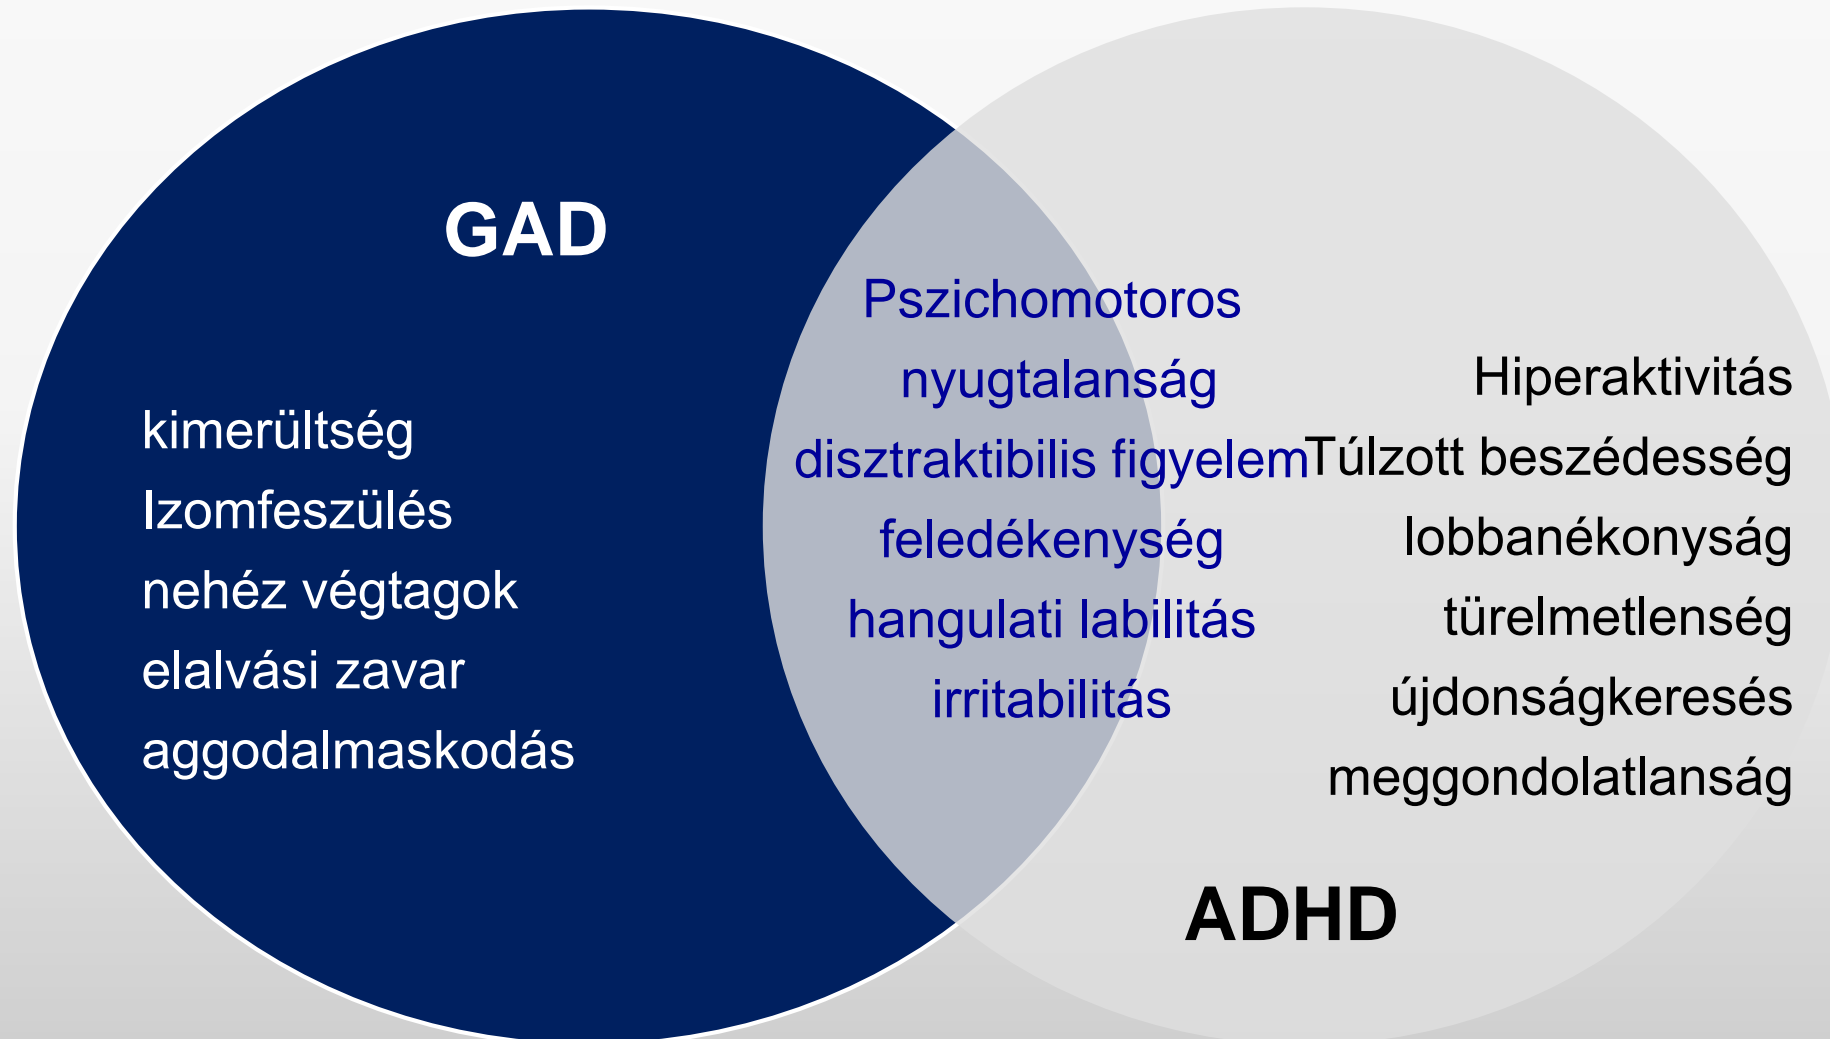 GAD
kimerültség
Izomfeszülés
nehéz végtagok
elalvási zavar
aggodalmaskodás
Pszichomotoros
nyugtalanság
disztraktibilis figyelem
feledékenység
hangulati labilitás
irritabilitás
Hiperaktivitás
Túlzott beszédesség
lobbanékonyság
türelmetlenség
újdonságkeresés
meggondolatlanság
ADHD